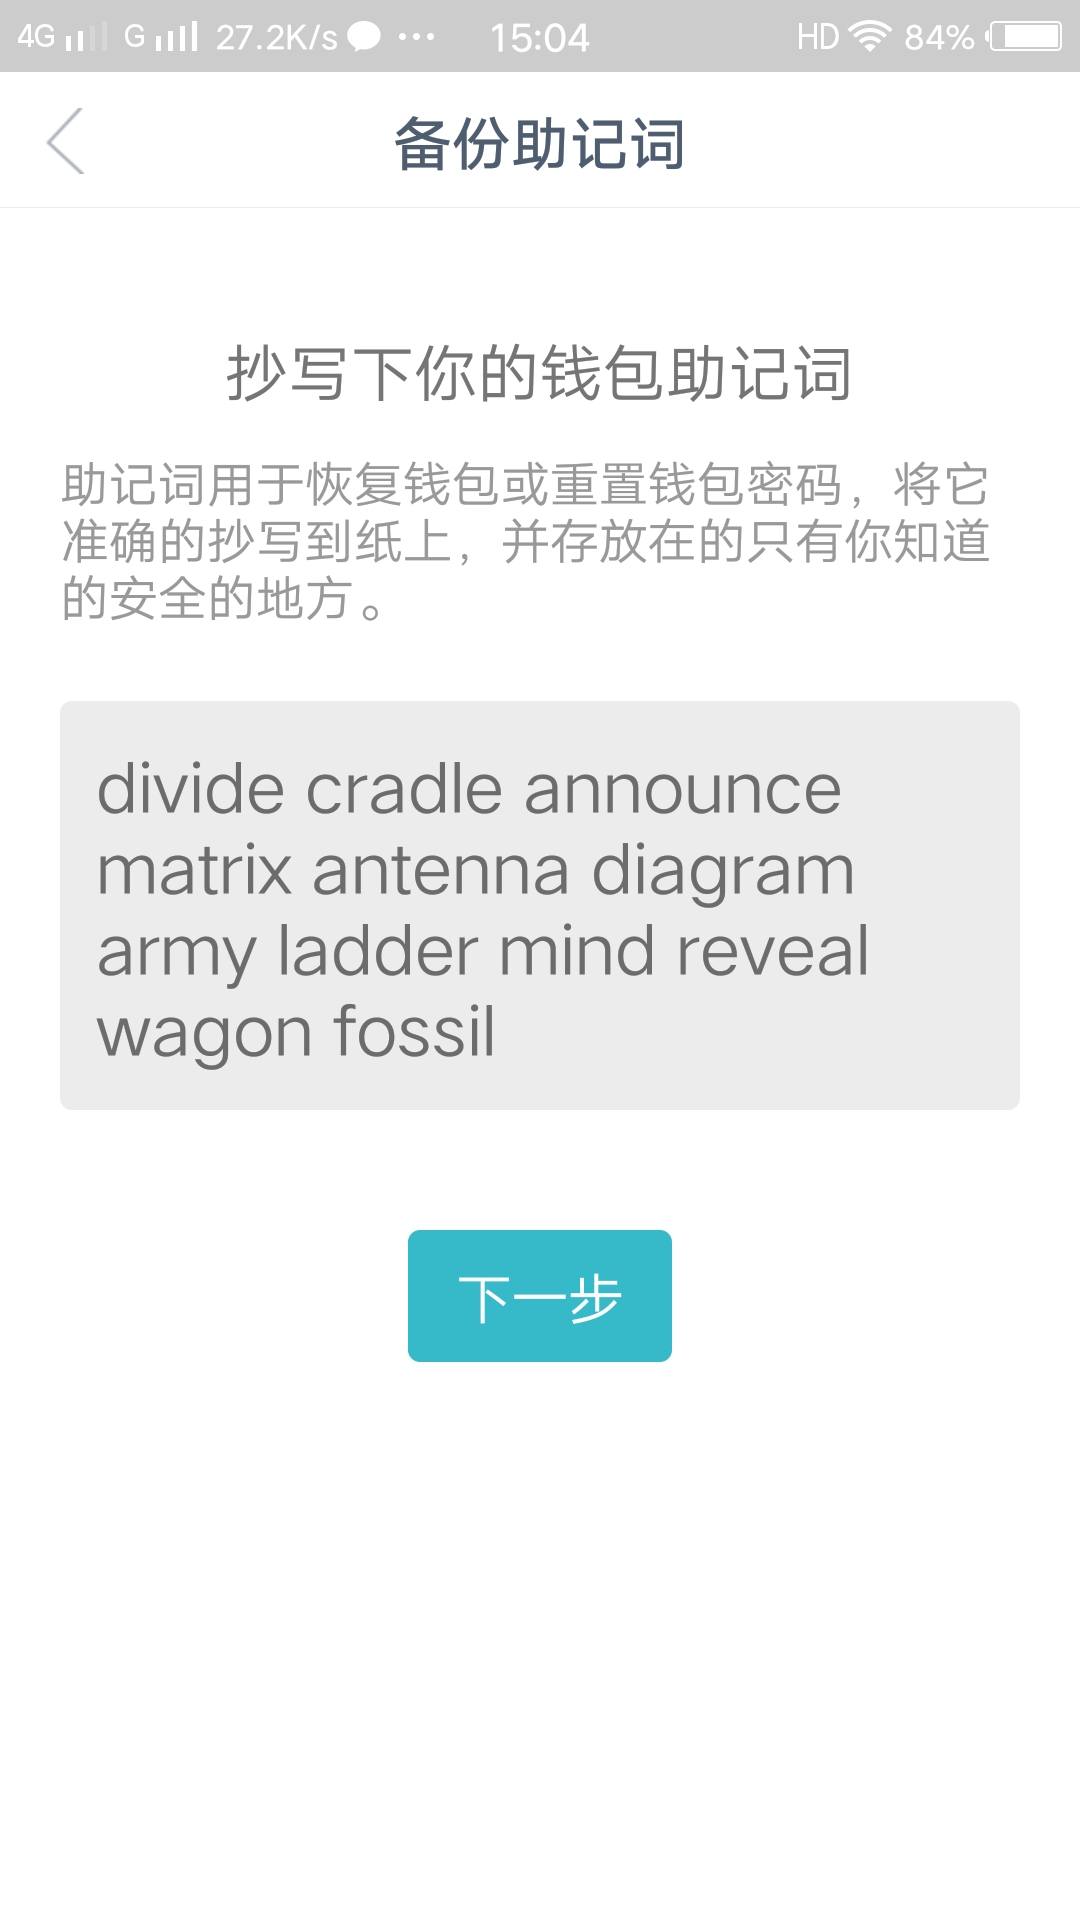 4G G 27.2K/s ••• 15:04 HD 84%
备份助记词
抄写下你的钱包助记词
助记词用于恢复钱包或重置钱包密码，将它
准确的抄写到纸上，并存放在的只有你知道
的安全的地方。
divide cradle announce
matrix antenna diagram
army ladder mind reveal
wagon fossil
下一步